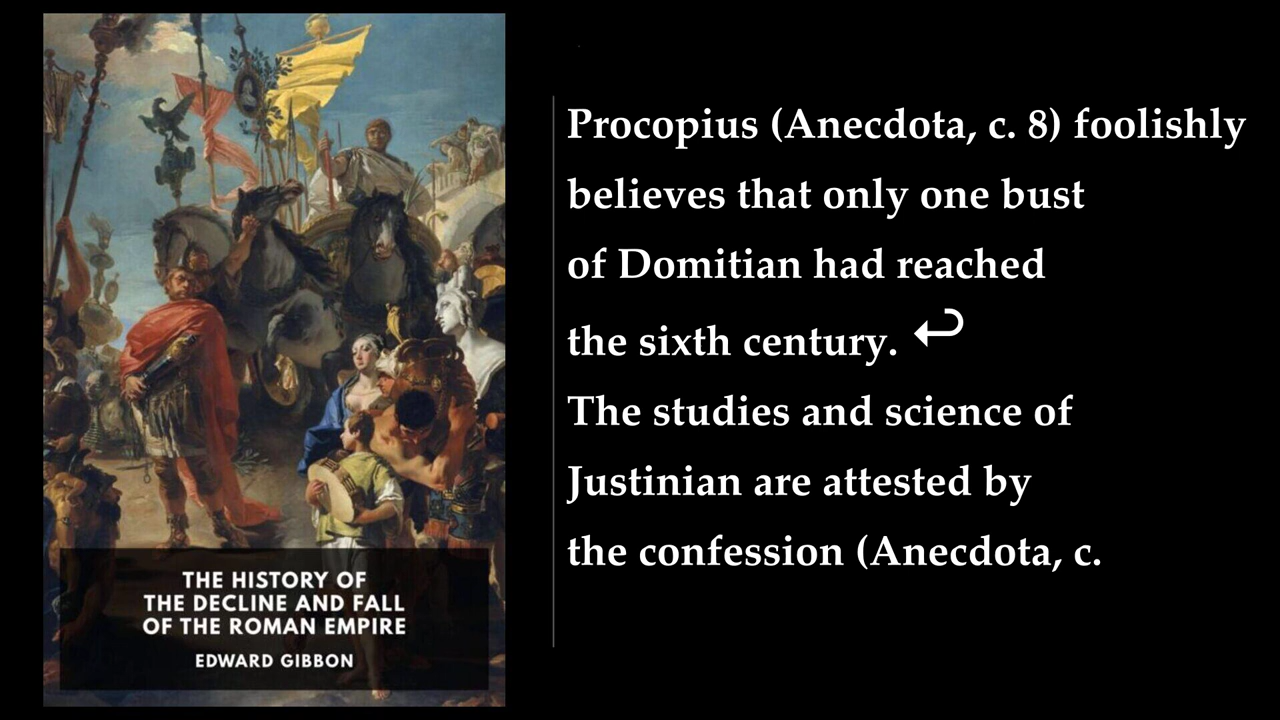 THE HISTORY OF
THE DECLINE AND FALL
OF THE ROMAN EMPIRE
EDWARD GIBBON
Procopius (Anecdota, c. 8) foolishly
believes that only one bust
of Domitian had reached
the sixth century. ↩
The studies and science of
Justinian are attested by
the confession (Anecdota, c.